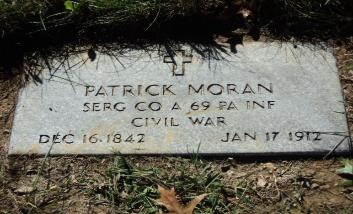 PATRICK MORAN
SERG CO A 69 PA INF
CIVIL WAR
DEC 16 1842 JAN 17 1912